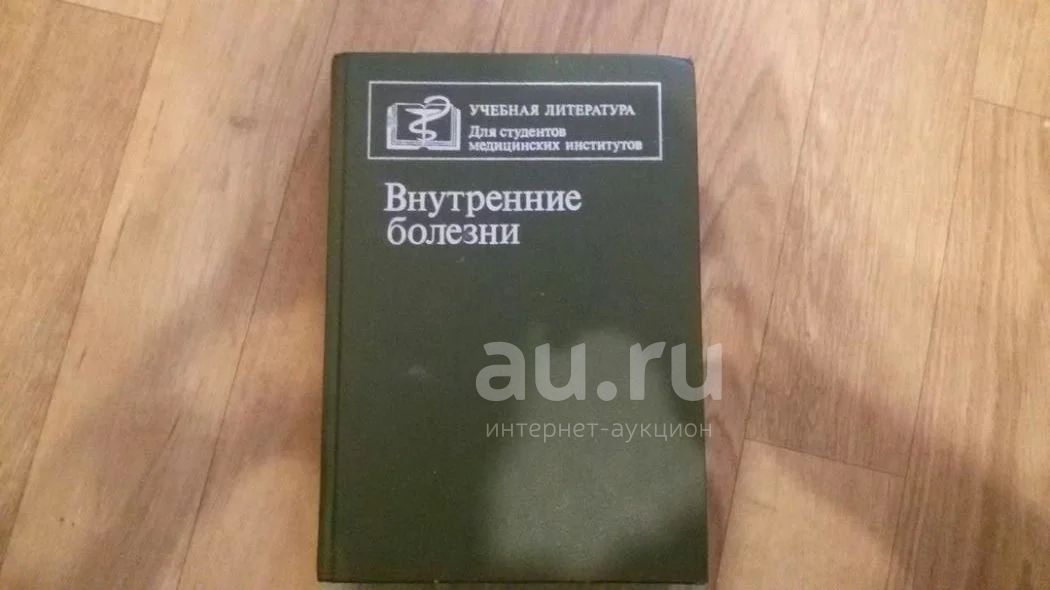 УЧЕБНАЯ ЛИТЕРАТУРА
Для студентов
медицинских институтов
Внутренние
болезни
au.ru
интернет-аукцион